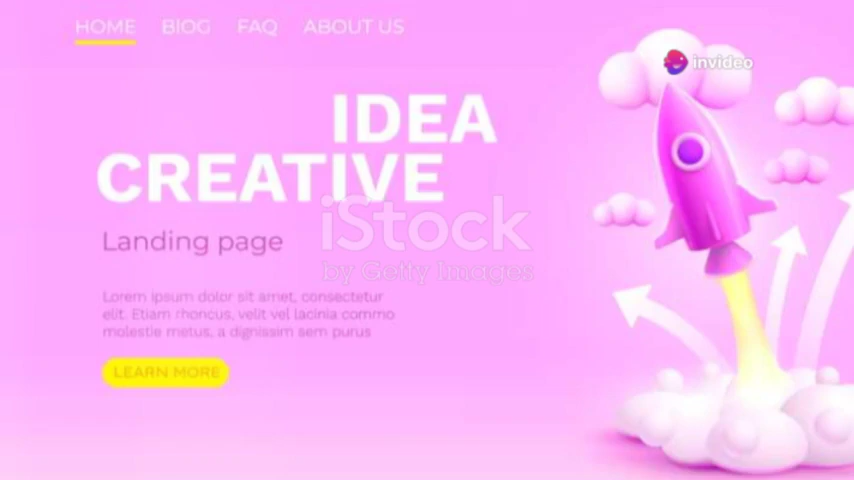 HOME BLOG FAQ ABOUT US
invideo
IDEA
CREATIVE
iStock
by Getty Images
Landing page
Lorem ipsum dolor sit amet, consectetur
elit. Etiam rhoncus, velit vel lacinia commo
molestie metus, a dignissim sem purus
LEARN MORE